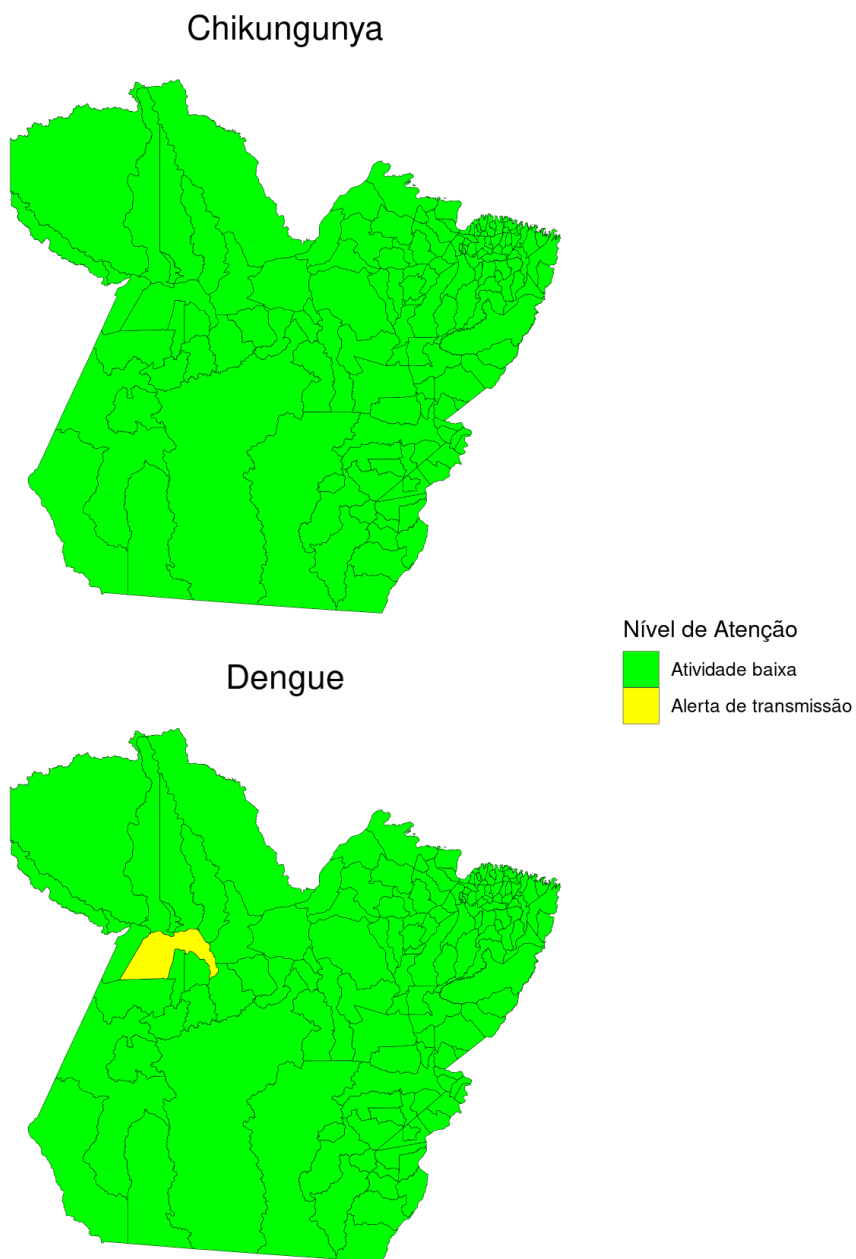 Chikungunya
Nível de Atenção
Atividade baixa
Alerta de transmissão
Dengue